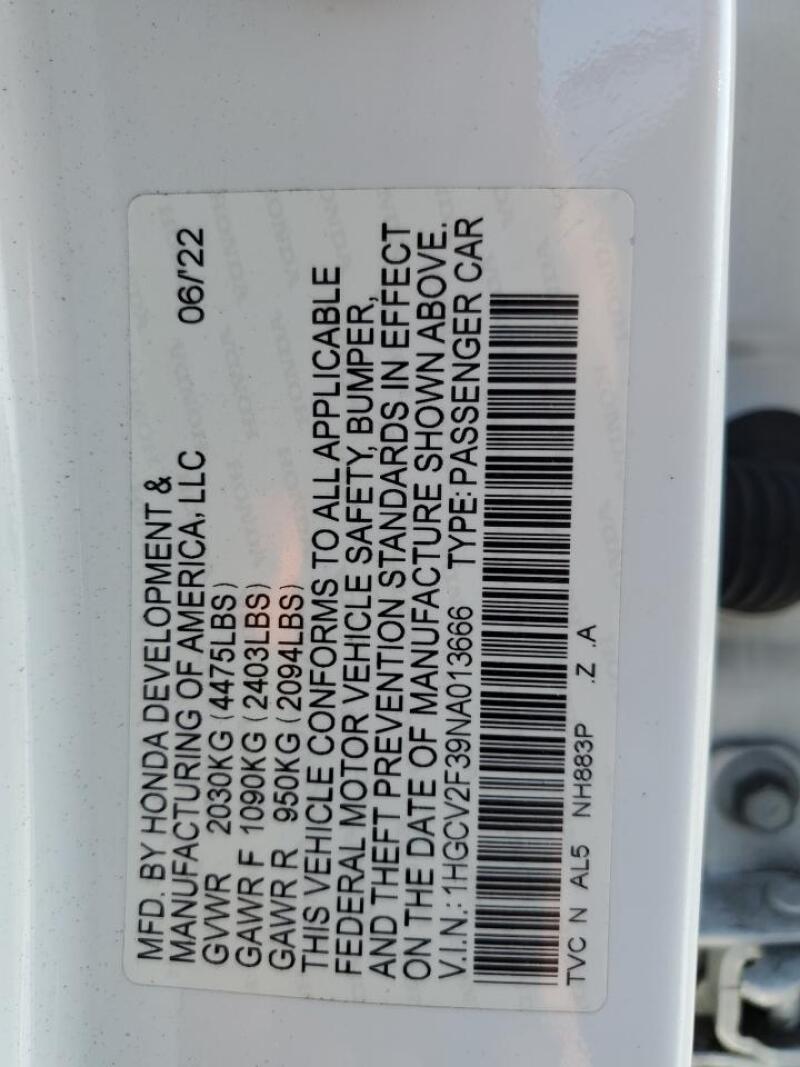 MFD. BY HONDA DEVELOPMENT &
MANUFACTURING OF AMERICA, LLC 06/'22
GVWR 2030KG (4475LBS)
GAWR F 1090KG (2403LBS)
GAWR R 950KG (2094LBS)
THIS VEHICLE CONFORMS TO ALL APPLICABLE
FEDERAL MOTOR VEHICLE SAFETY, BUMPER,
AND THEFT PREVENTION STANDARDS IN EFFECT
ON THE DATE OF MANUFACTURE SHOWN ABOVE.
V.I.N.: 1HGCV2F39NA013666 TYPE: PASSENGER CAR
TVC N AL5 NH883P .Z .A